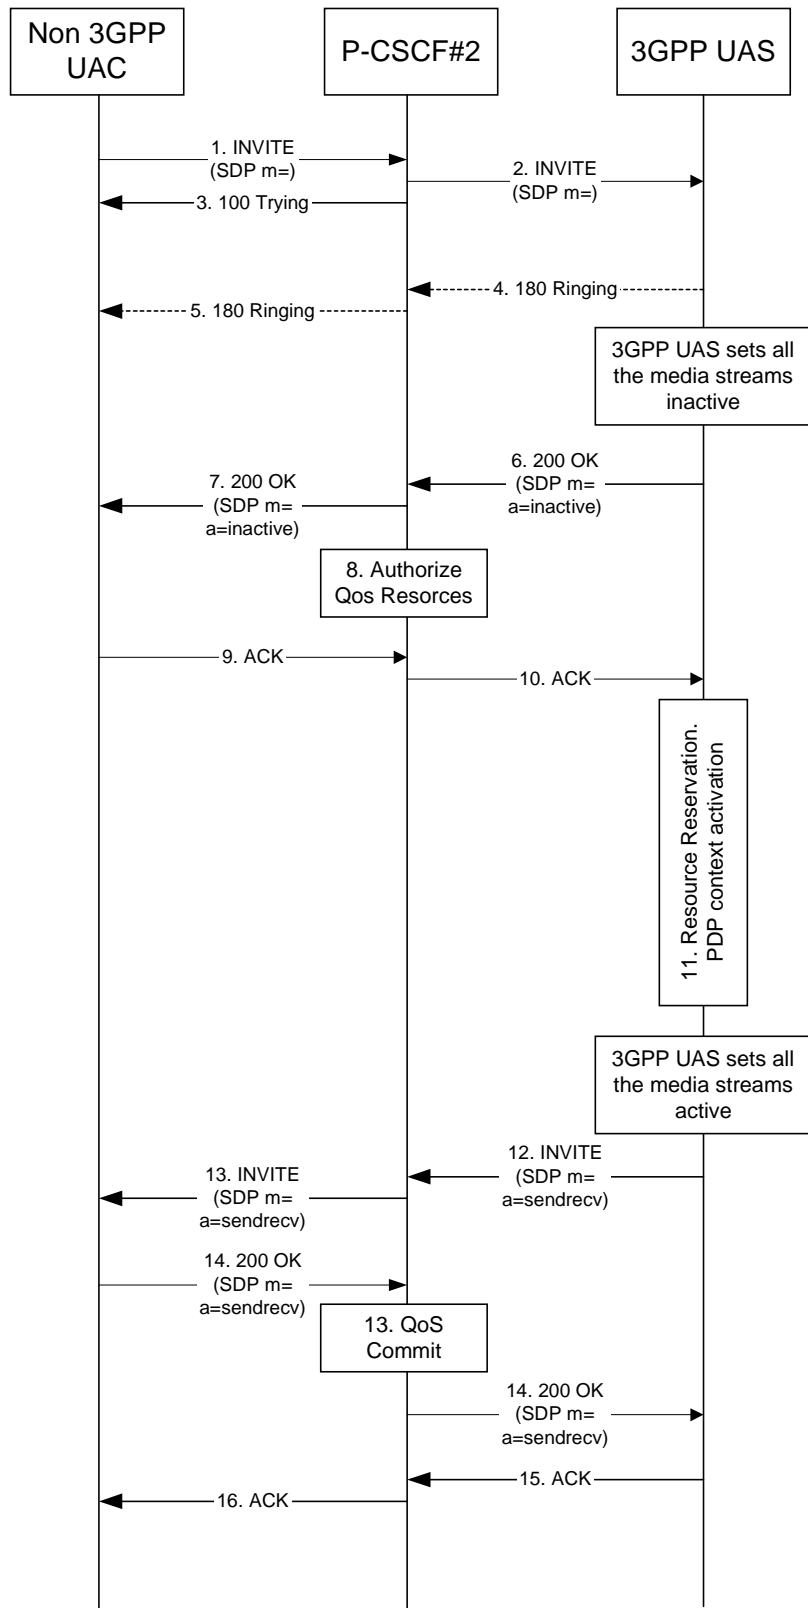 Non 3GPP
UAC
P-CSCF#2
3GPP UAS
1. INVITE
(SDP m=)
2. INVITE
(SDP m=)
3. 100 Trying
4. 180 Ringing
5. 180 Ringing
3GPP UAS sets all
the media streams
inactive
6. 200 OK
(SDP m=
a=inactive)
7. 200 OK
(SDP m=
a=inactive)
8. Authorize
Qos Resorces
9. ACK
10. ACK
11. Resource Reservation.
PDP context activation
3GPP UAS sets all
the media streams
active
12. INVITE
(SDP m=
a=sendrecv)
13. INVITE
(SDP m=
a=sendrecv)
14. 200 OK
(SDP m=
a=sendrecv)
13. QoS
Commit
14. 200 OK
(SDP m=
a=sendrecv)
15. ACK
16. ACK